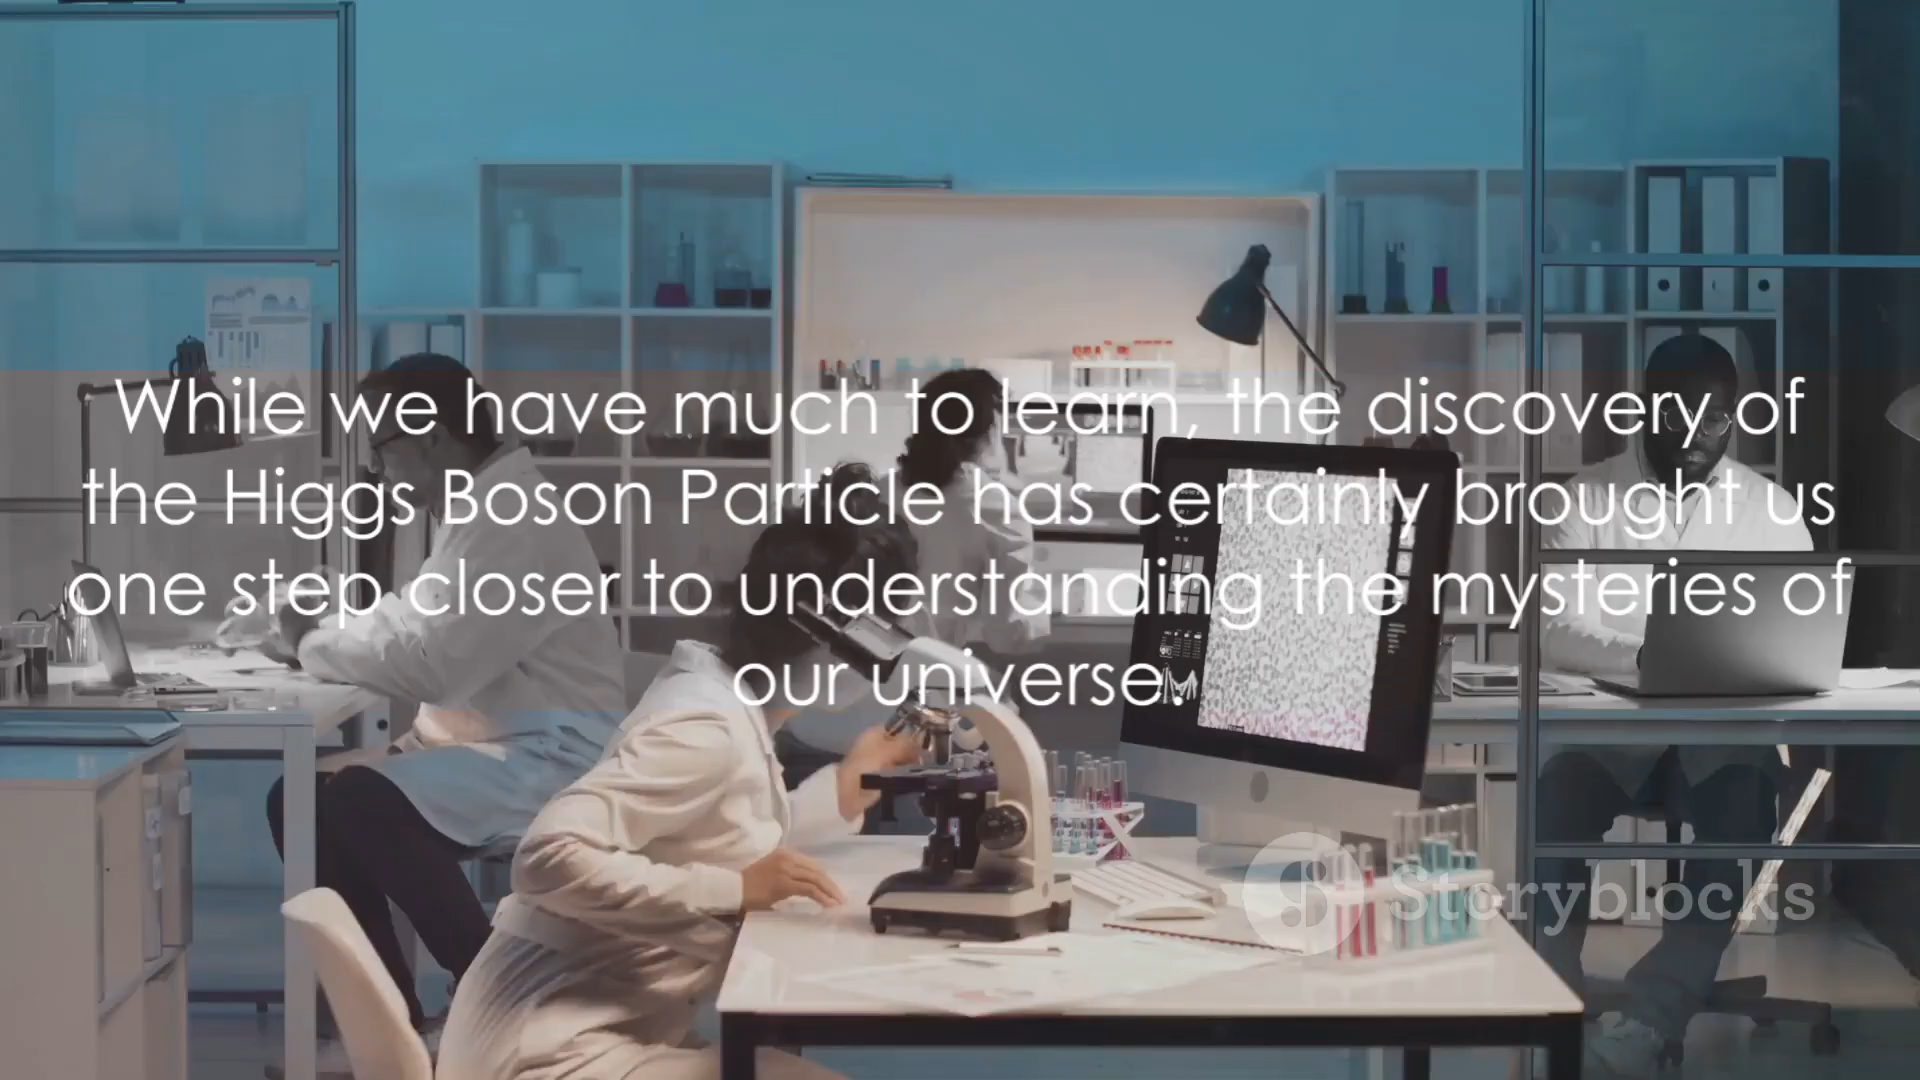 While we have much to learn, the discovery of
the Higgs Boson Particle has certainly brought us
one step closer to understanding the mysteries of
our universe.
Storyblocks